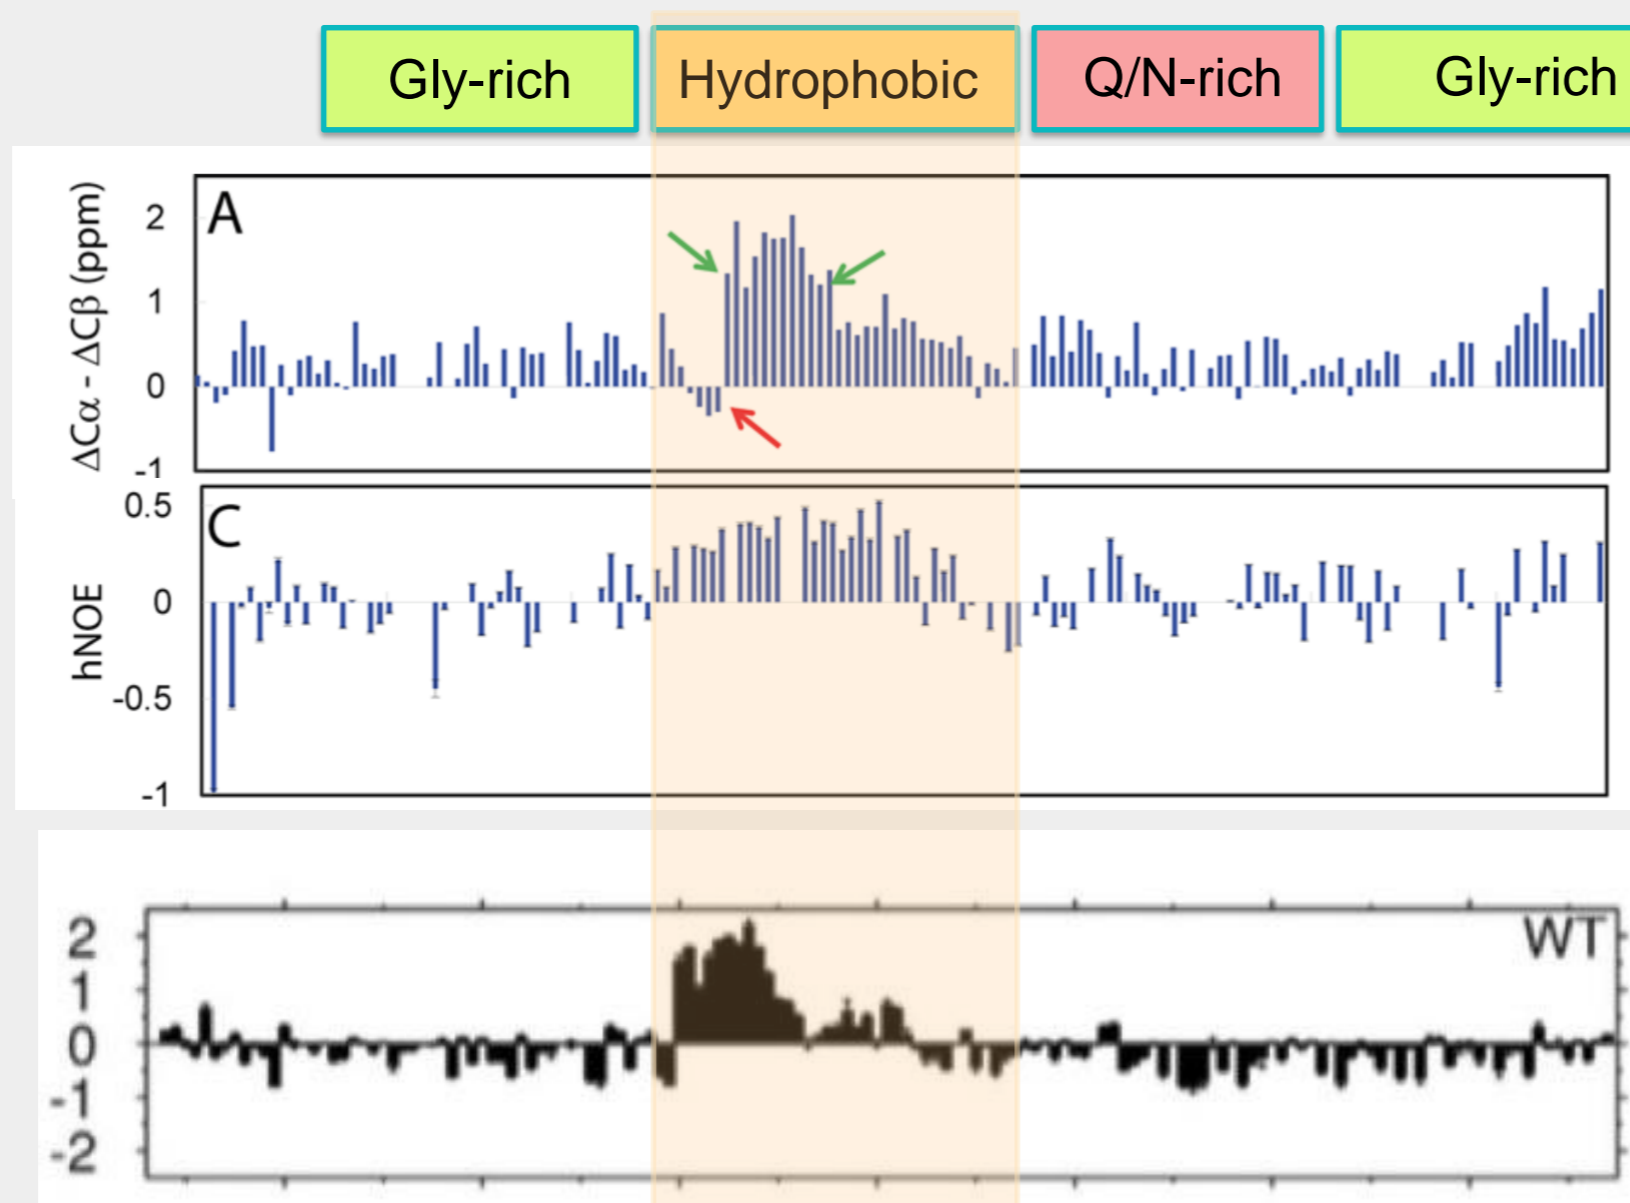 Gly-rich Hydrophobic Q/N-rich Gly-rich
A
ΔCα - ΔCβ (ppm)
2
1
0
-1
C
hNOE
0.5
0
-0.5
-1
WT
2
1
0
-1
-2